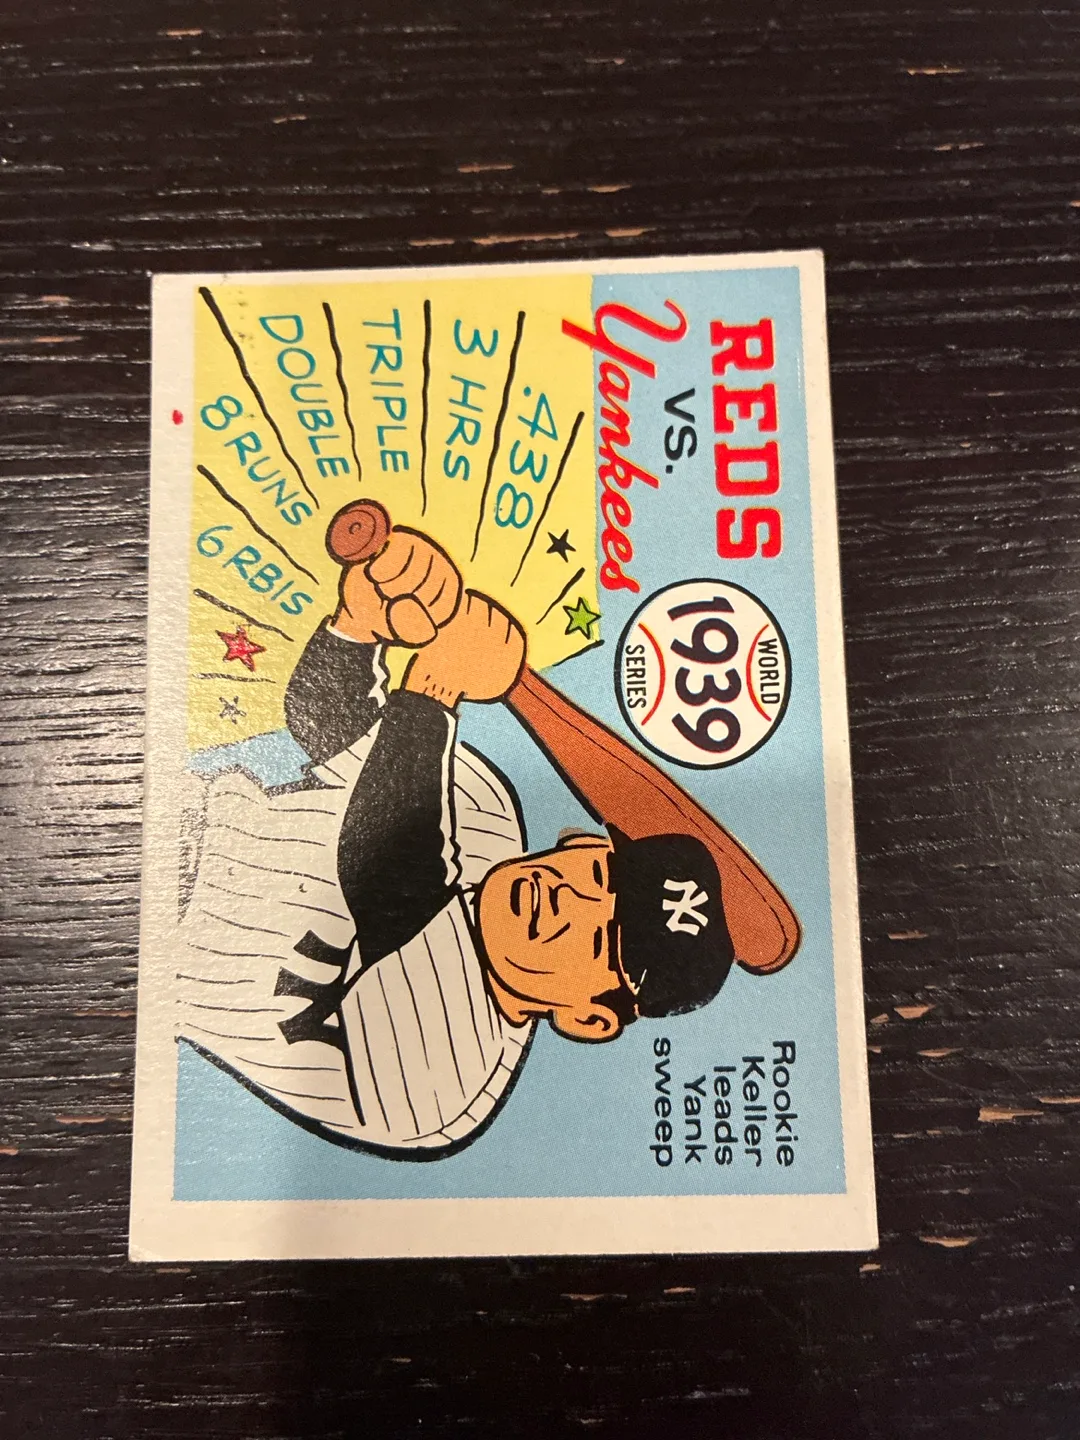 REDS
VS.
Yankees
WORLD
1939
SERIES
Rookie
Keller
leads
Yank
sweep
.438
3 HRS
TRIPLE
DOUBLE
8 RUNS
6 RBIS
NY